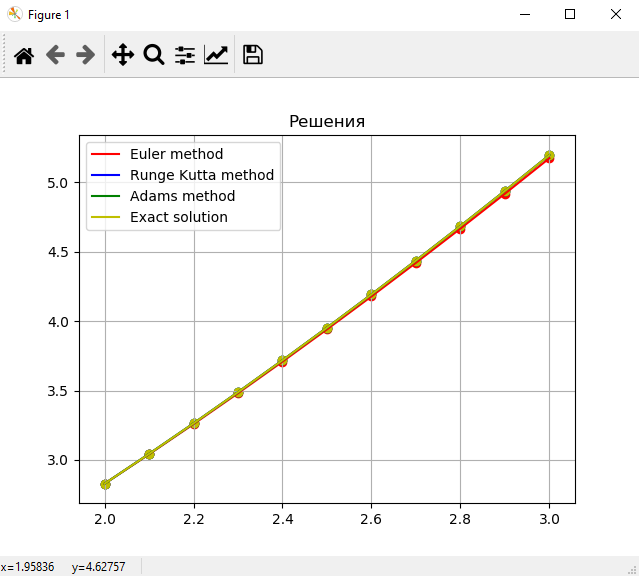 Figure 1
Решения
Euler method
Runge Kutta method
Adams method
Exact solution
5.0
4.5
4.0
3.5
3.0
2.0 2.2 2.4 2.6 2.8 3.0
x=1.95836 y=4.62757